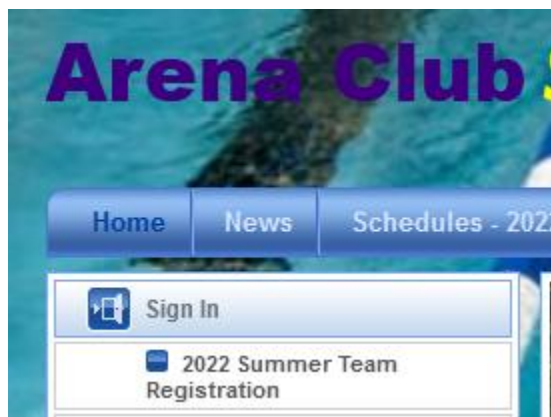 Arena Club
Home News Schedules - 202
Sign In
2022 Summer Team
Registration